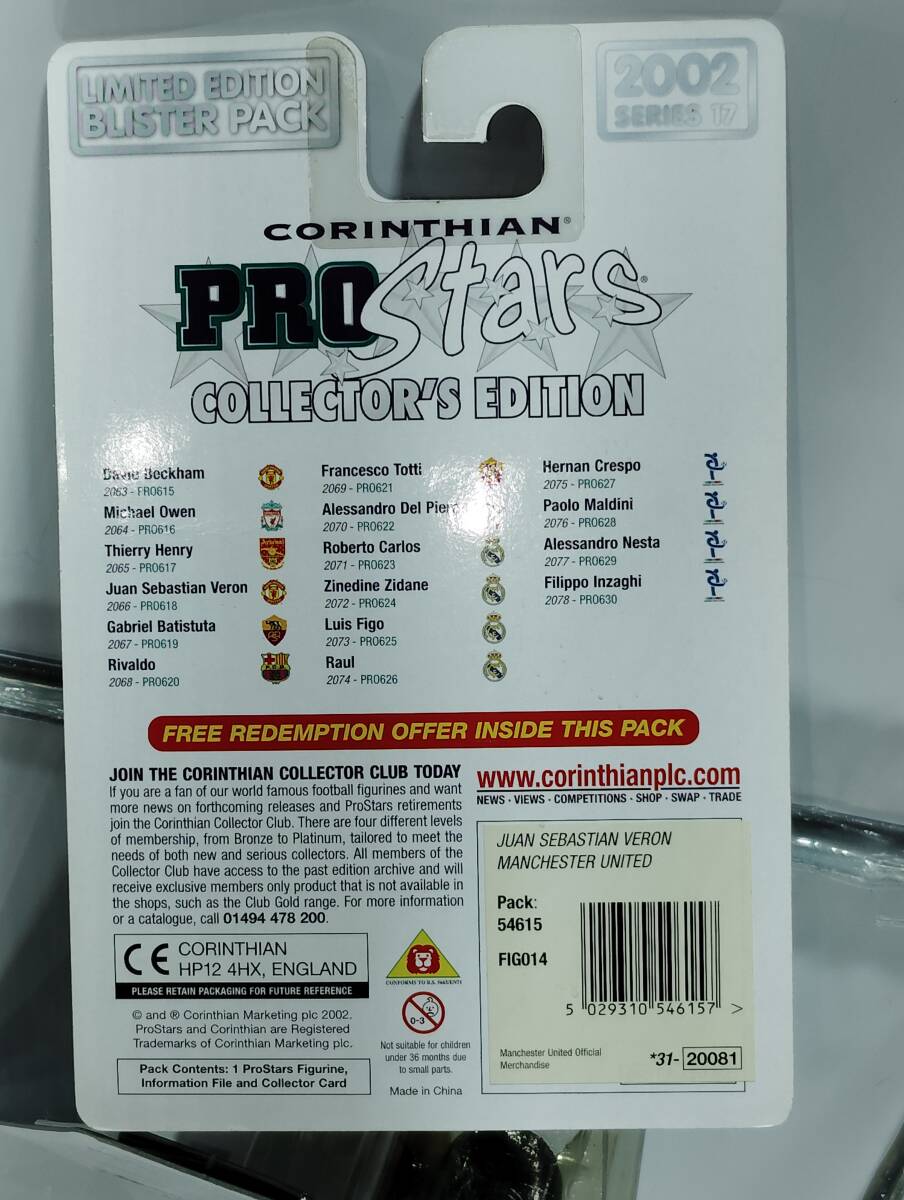 LIMITED EDITION
BLISTER PACK
2002
SERIES 17
CORINTHIAN®
PROStars®
COLLECTOR'S EDITION
David Beckham
2063 - PRO615
Michael Owen
2064 - PRO616
Thierry Henry
2065 - PRO617
Juan Sebastian Veron
2066 - PRO618
Gabriel Batistuta
2067 - PRO619
Rivaldo
2068 - PRO620
Francesco Totti
2069 - PRO621
Alessandro Del Piero
2070 - PRO622
Roberto Carlos
2071 - PRO623
Zinedine Zidane
2072 - PRO624
Luis Figo
2073 - PRO625
Raul
2074 - PRO626
Hernan Crespo
2075 - PRO627
Paolo Maldini
2076 - PRO628
Alessandro Nesta
2077 - PRO629
Filippo Inzaghi
2078 - PRO630
FREE REDEMPTION OFFER INSIDE THIS PACK
JOIN THE CORINTHIAN COLLECTOR CLUB TODAY
If you are a fan of our world famous football figurines and want
more news on forthcoming releases and ProStars retirements
join the Corinthian Collector Club. There are four different levels
of membership, from Bronze to Platinum, tailored to meet the
needs of both new and serious collectors. All members of the
Collector Club have access to the past edition archive and will
receive exclusive members only product that is not available in
the shops, such as the Club Gold range. For more information
or a catalogue, call 01494 478 200.
www.corinthianplc.com
NEWS · VIEWS · COMPETITIONS · SHOP · SWAP · TRADE
JUAN SEBASTIAN VERON
MANCHESTER UNITED
Pack:
54615
FIG014
5 029310 546157 >
Manchester United Official
Merchandise
*31- 20081
CE CORINTHIAN
HP12 4HX, ENGLAND
PLEASE RETAIN PACKAGING FOR FUTURE REFERENCE
© and ® Corinthian Marketing plc 2002.
ProStars and Corinthian are Registered
Trademarks of Corinthian Marketing plc.
Pack Contents: 1 ProStars Figurine,
Information File and Collector Card
CONFORMS TO B.S.
0-3
Not suitable for children
under 36 months due
to small parts.
Made in China